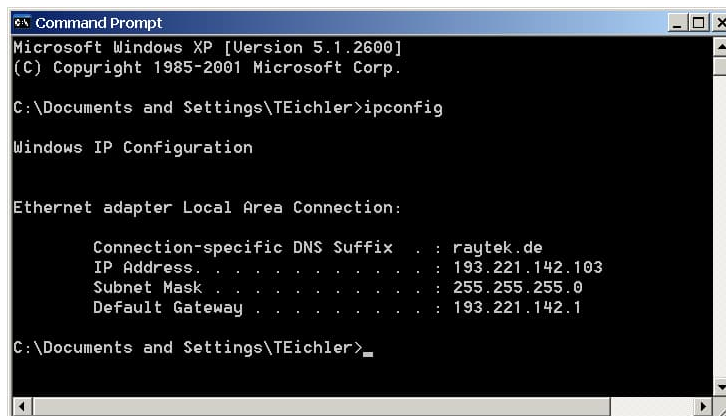 Command Prompt
Microsoft Windows XP [Version 5.1.2600]
(C) Copyright 1985-2001 Microsoft Corp.
C:\Documents and Settings\TEichler>ipconfig
Windows IP Configuration
Ethernet adapter Local Area Connection:
Connection-specific DNS Suffix . : raytek.de
IP Address. . . . . . . . . . . . : 193.221.142.103
Subnet Mask . . . . . . . . . . . : 255.255.255.0
Default Gateway . . . . . . . . . : 193.221.142.1
C:\Documents and Settings\TEichler>_